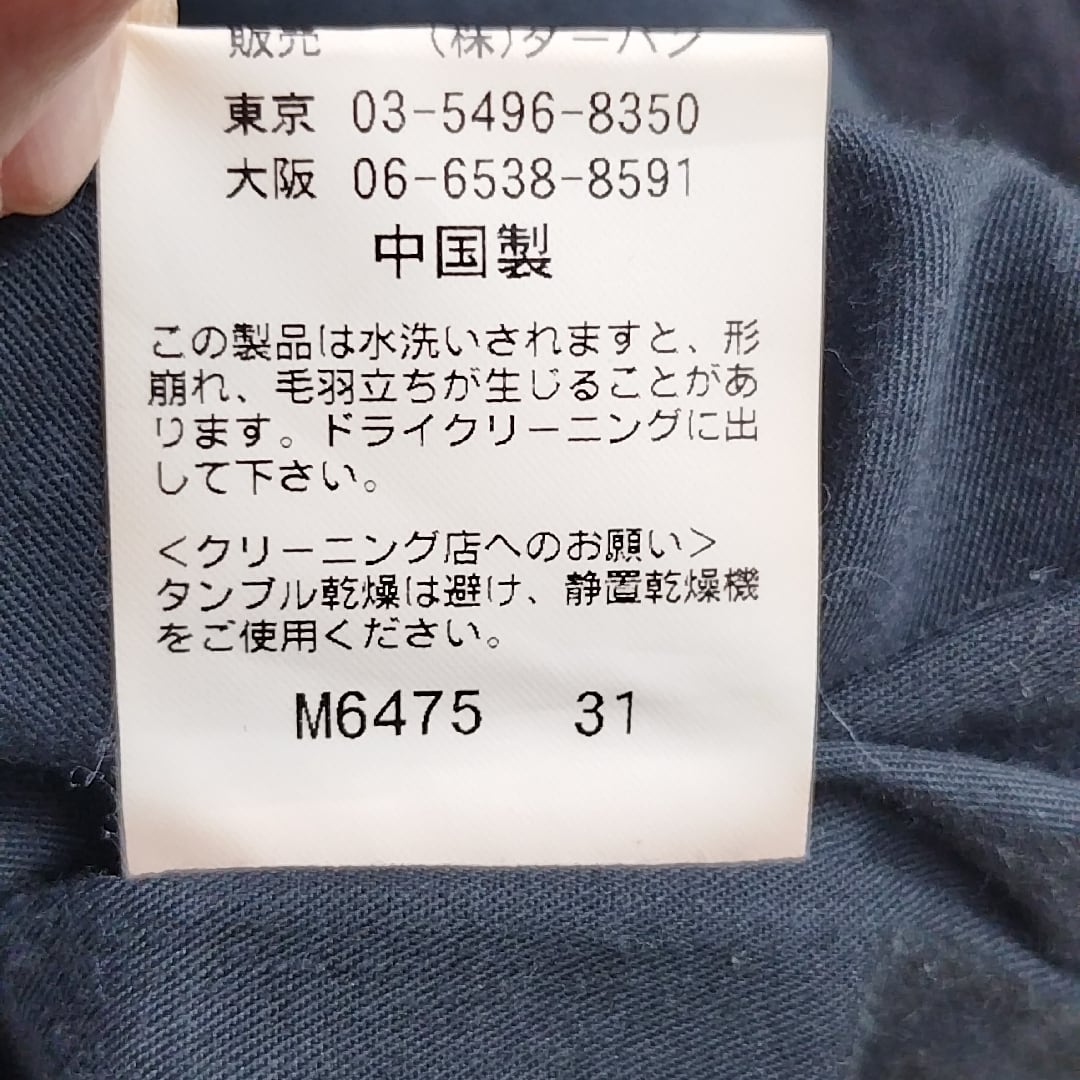 販売 (株)ダーバン
東京 03-5496-8350
大阪 06-6538-8591
中国製
この製品は水洗いされますと、形
崩れ、毛羽立ちが生じることがあ
ります。ドライクリーニングに出
して下さい。
＜クリーニング店へのお願い＞
タンブル乾燥は避け、静置乾燥機
をご使用ください。
M6475 31